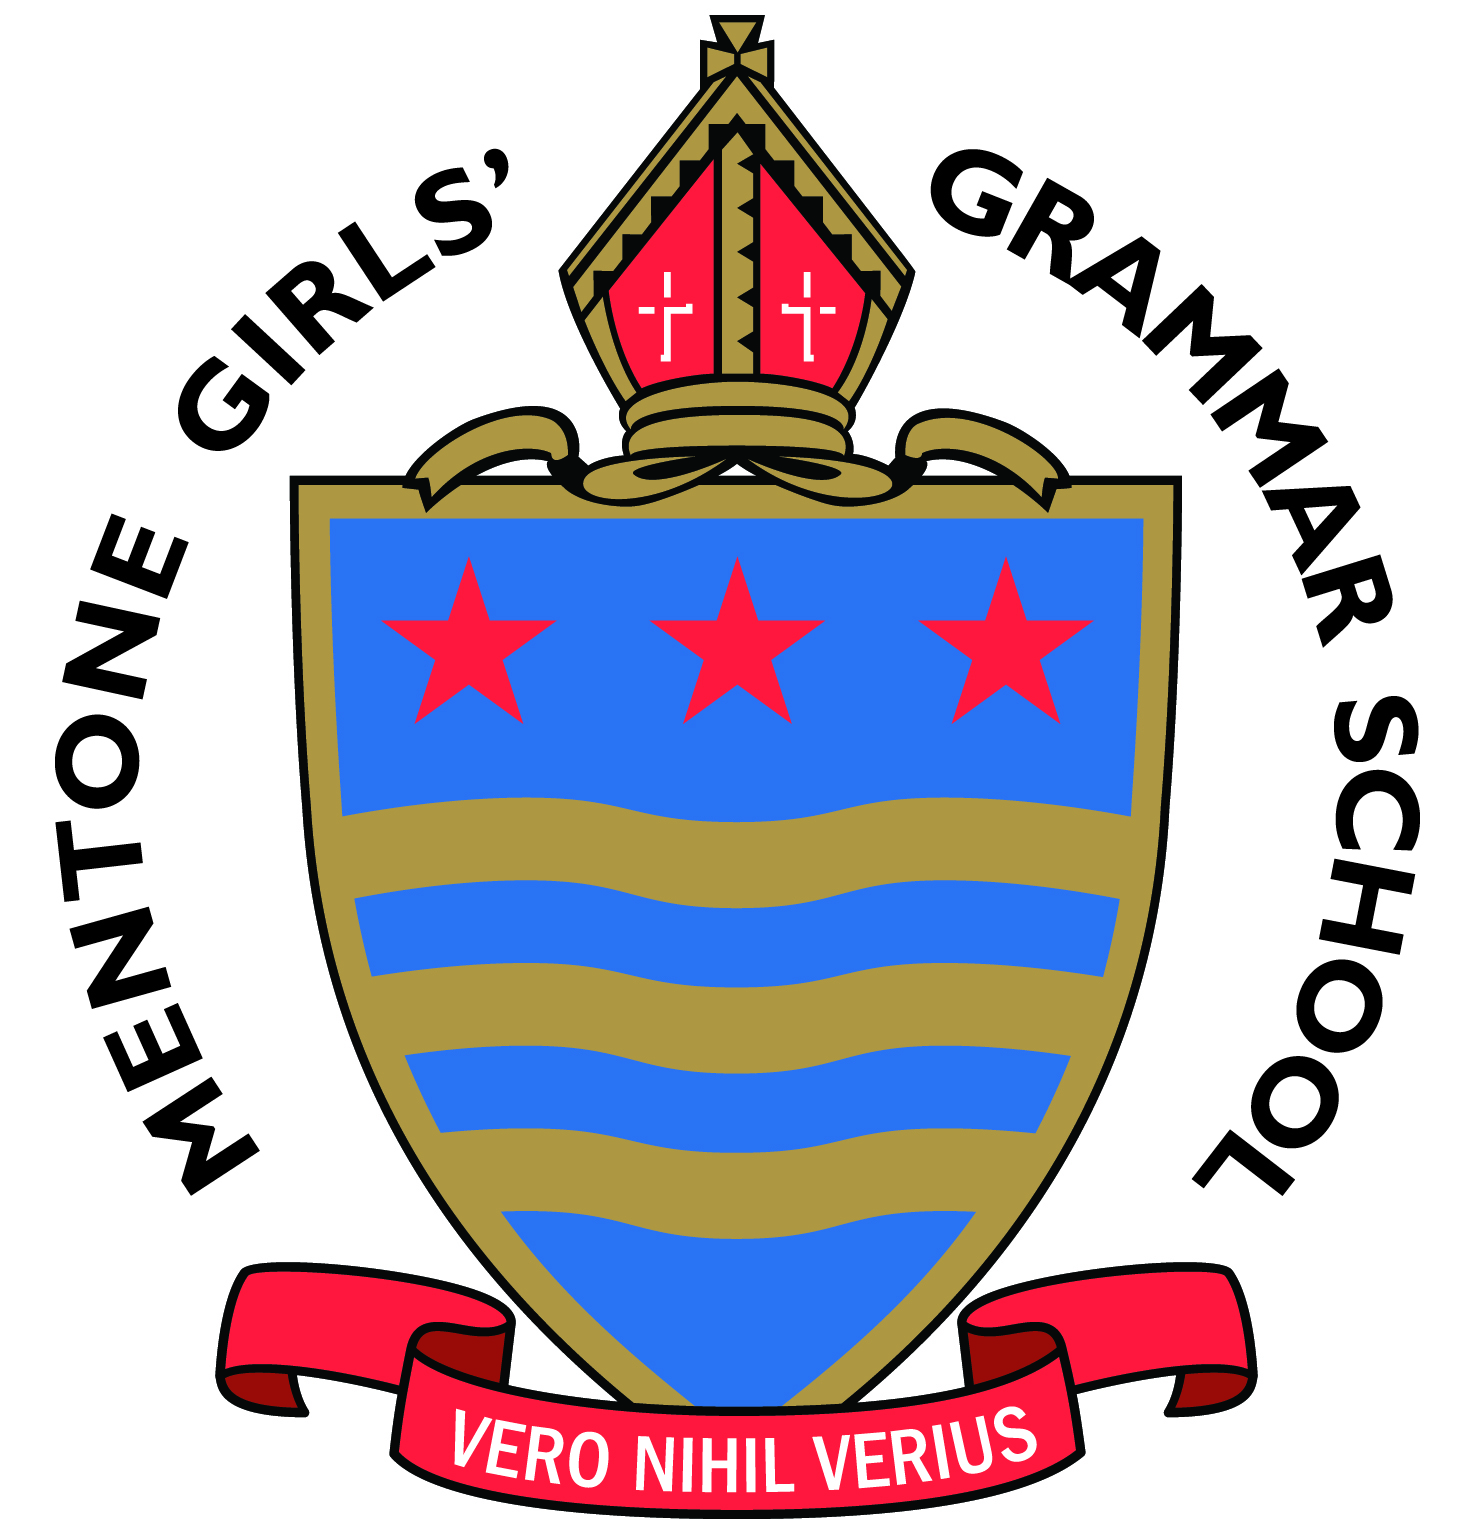 MENTONE GIRLS’ GRAMMAR SCHOOL
VERO NIHIL VERIUS